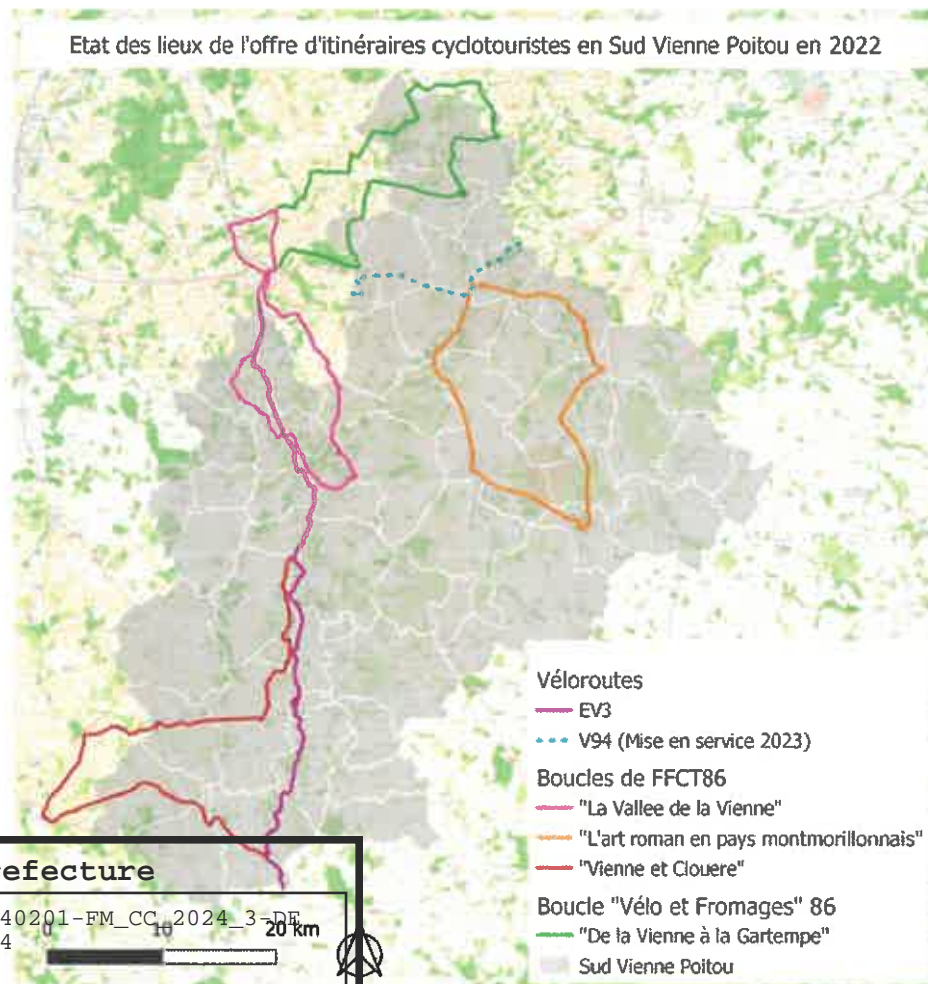 Etat des lieux de l'offre d'itinéraires cyclotouristes en Sud Vienne Poitou en 2022
Véloroutes
EV3
V94 (Mise en service 2023)
Boucles de FFCT86
"La Vallee de la Vienne"
"L'art roman en pays montmorillonnais"
"Vienne et Clouere"
Boucle "Vélo et Fromages" 86
"De la Vienne à la Gartempe"
Sud Vienne Poitou
efecture
40201-FM_CC_2024_3-DE
4
0 10 20 km